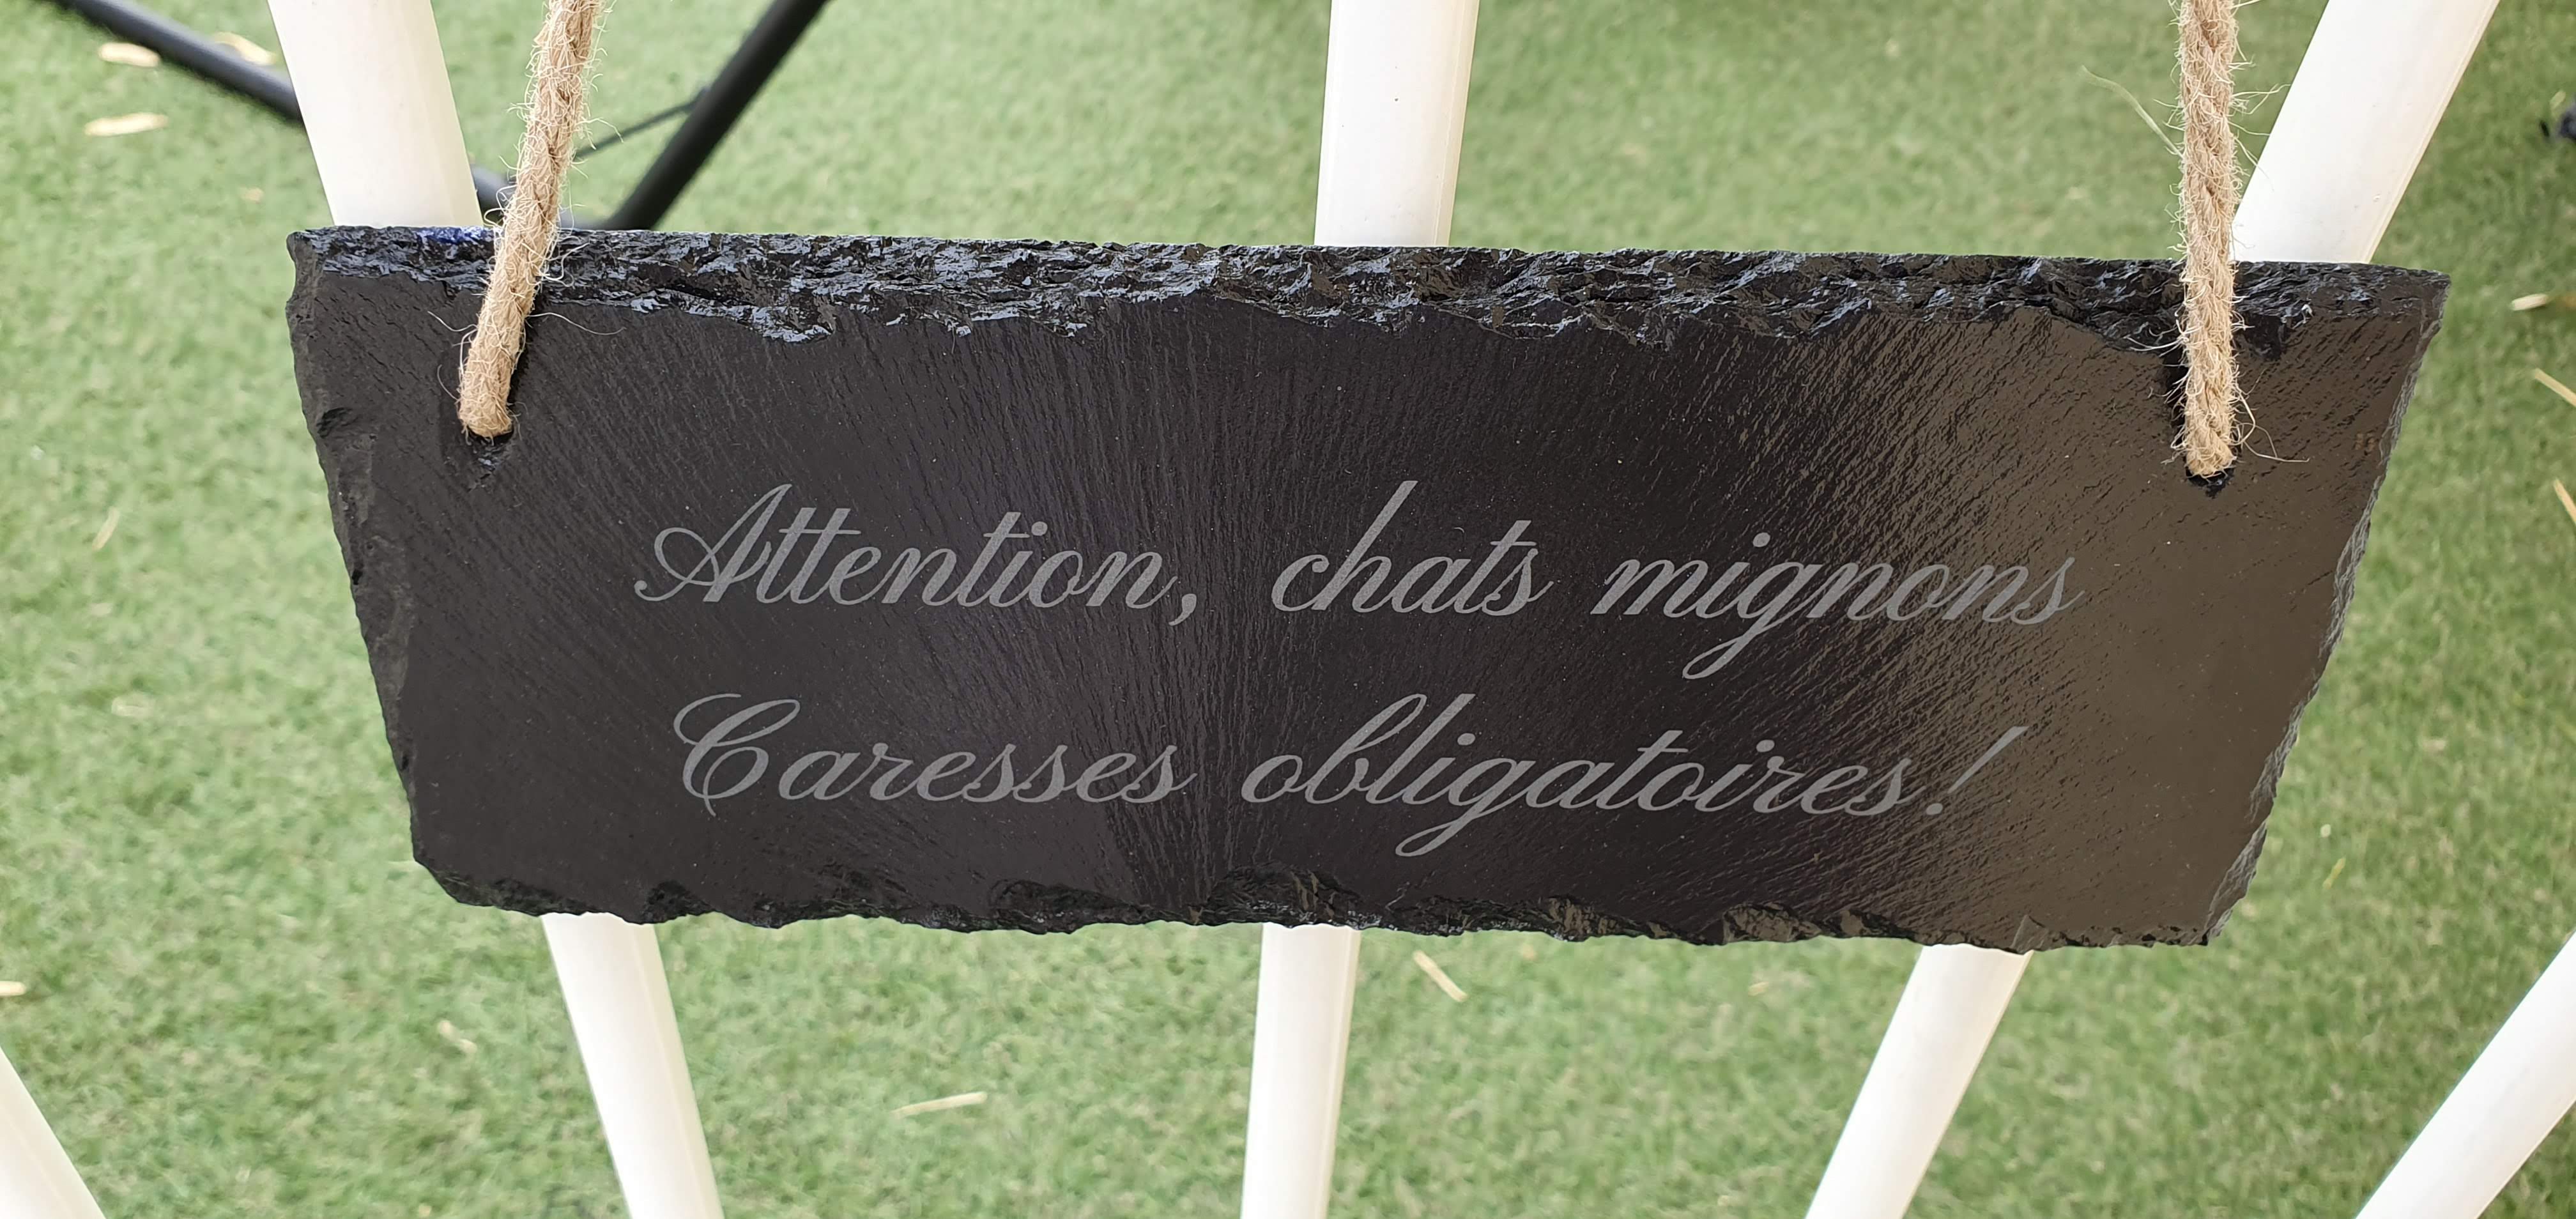 Attention, chats mignons
Caresses obligatoires!